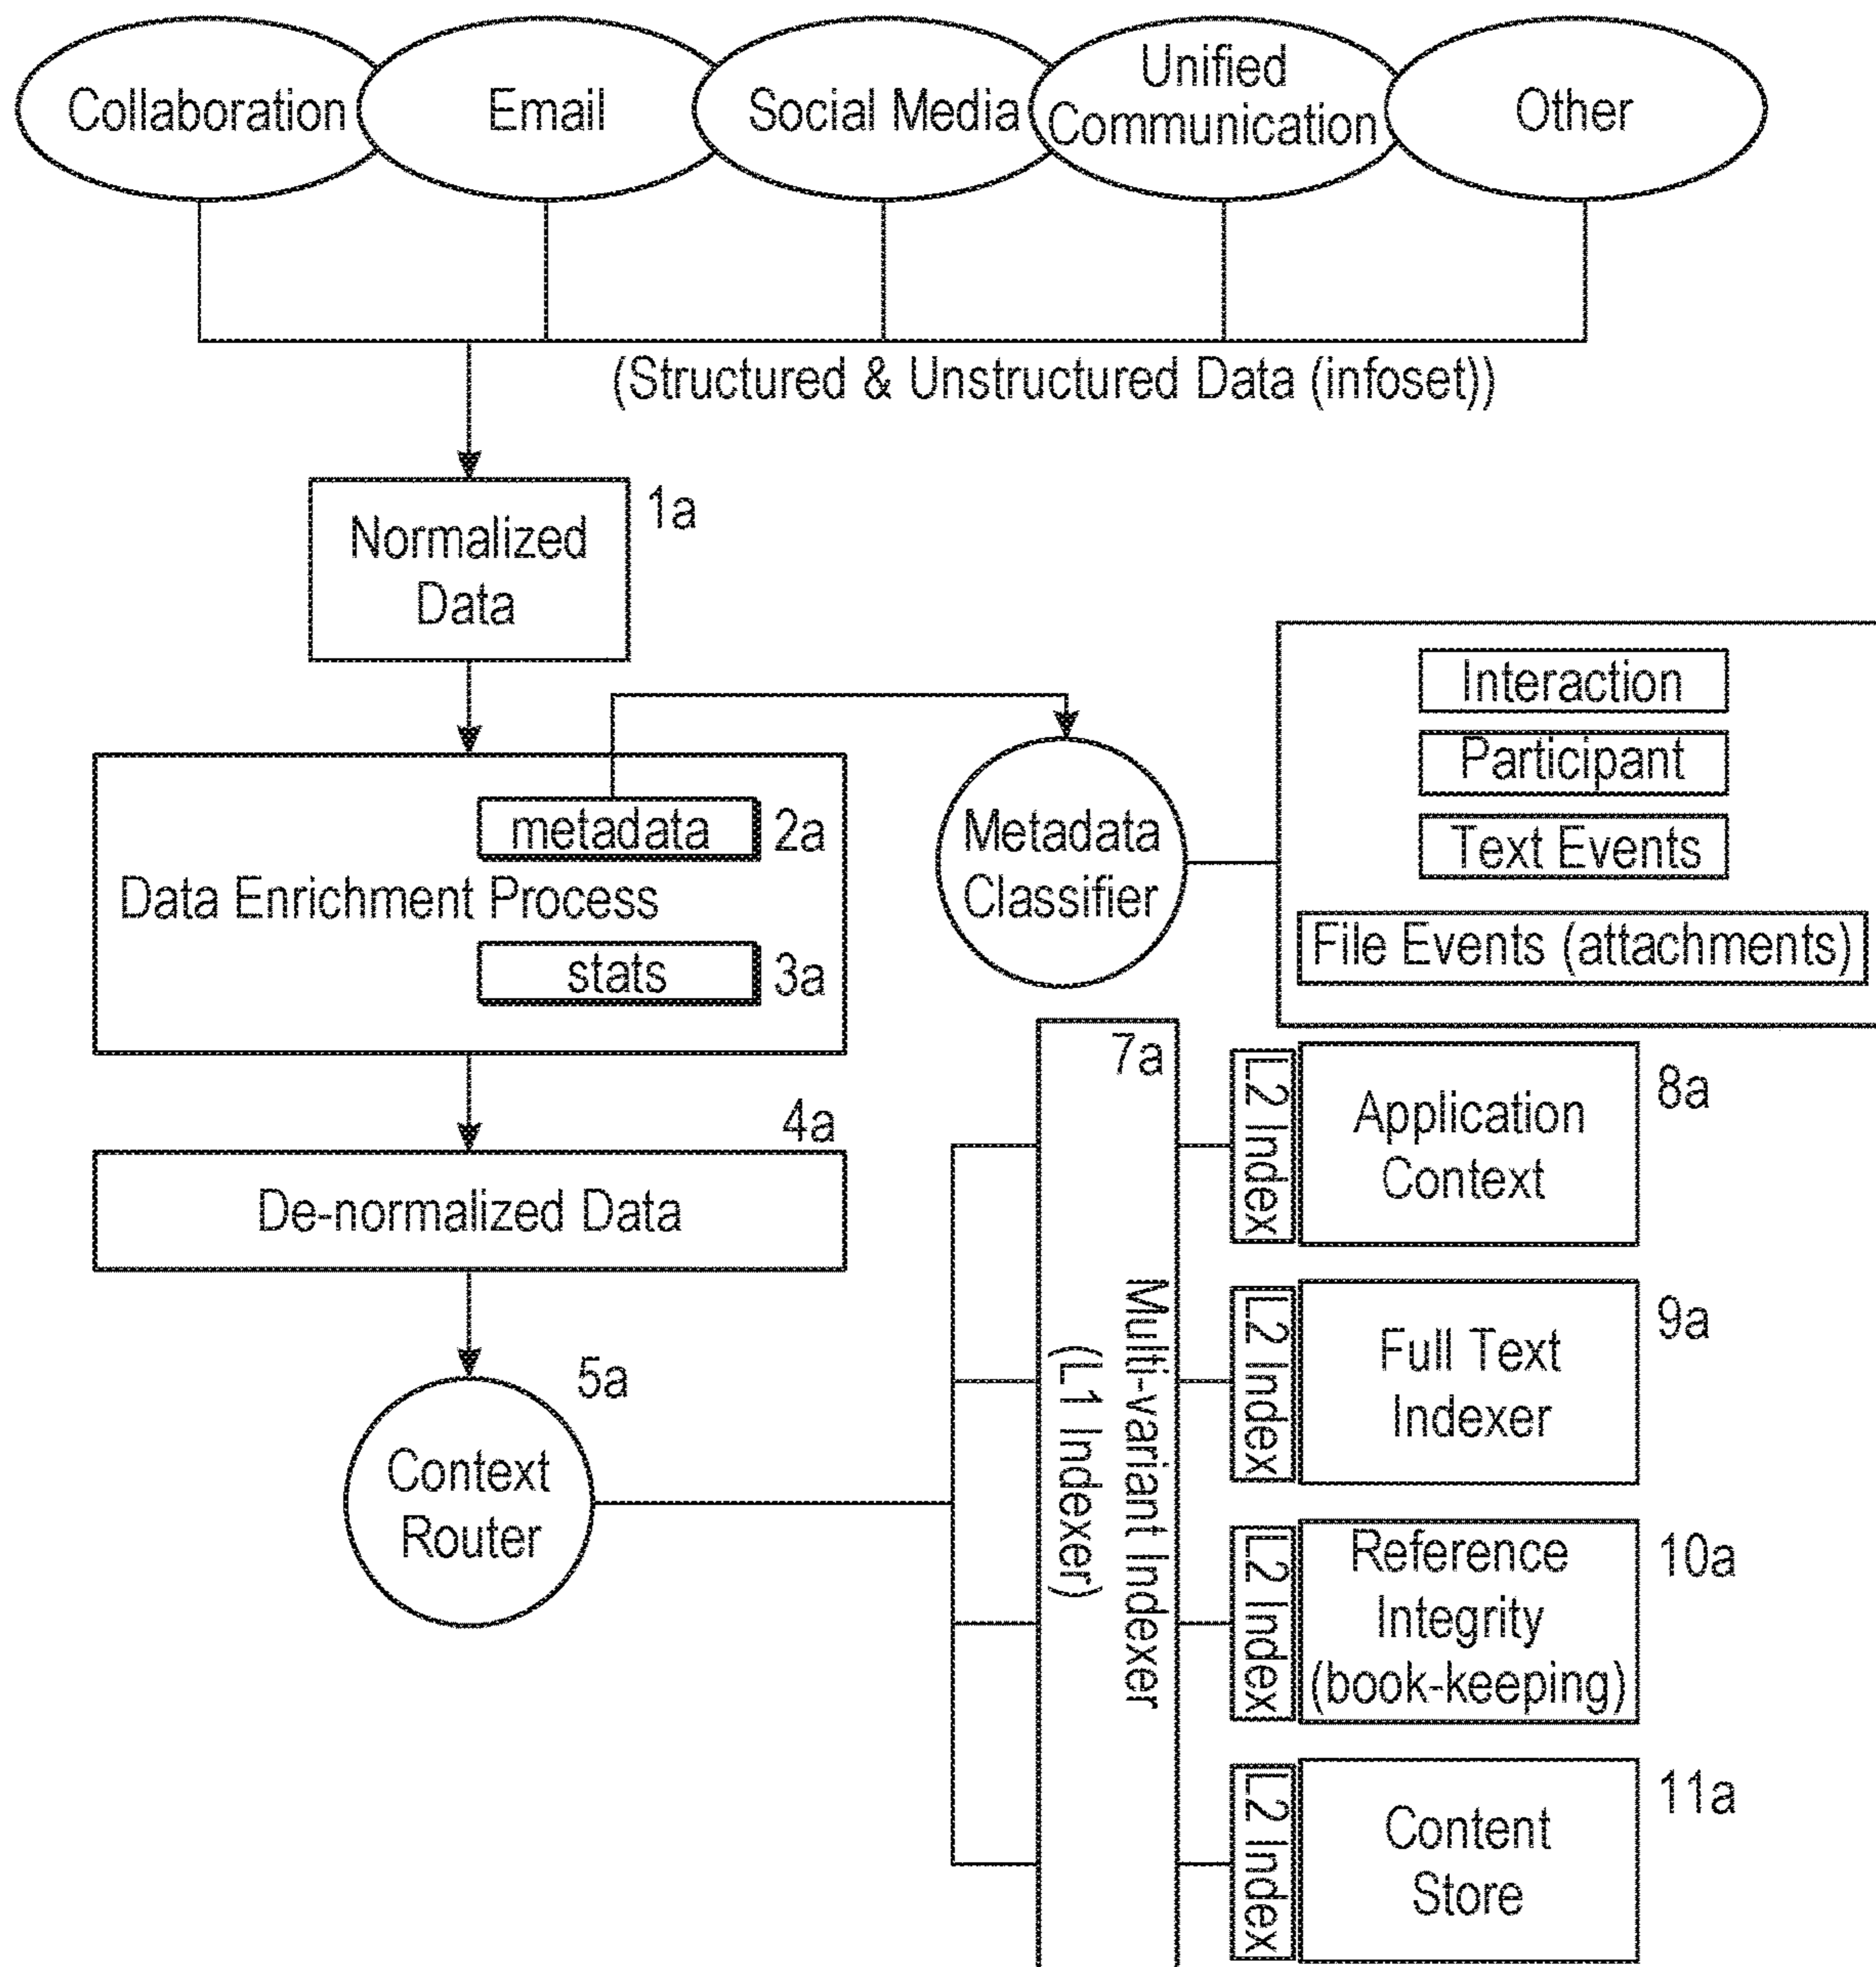 Collaboration
Email
Social Media
Unified
Communication
Other
(Structured & Unstructured Data (infoset))
Normalized
Data
1a
Data Enrichment Process
metadata
2a
stats
3a
Metadata
Classifier
Interaction
Participant
Text Events
File Events (attachments)
4a
De-normalized Data
5a
Context
Router
7a
Multi-variant Indexer
(L1 Indexer)
L2 Index
Application
Context
8a
L2 Index
Full Text
Indexer
9a
L2 Index
Reference
Integrity
(book-keeping)
10a
L2 Index
Content
Store
11a